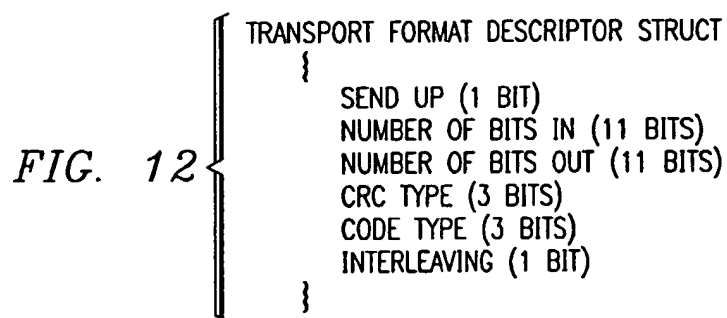 TRANSPORT FORMAT DESCRIPTOR STRUCT
{
SEND UP (1 BIT)
NUMBER OF BITS IN (11 BITS)
NUMBER OF BITS OUT (11 BITS)
CRC TYPE (3 BITS)
CODE TYPE (3 BITS)
INTERLEAVING (1 BIT)
}
FIG. 12